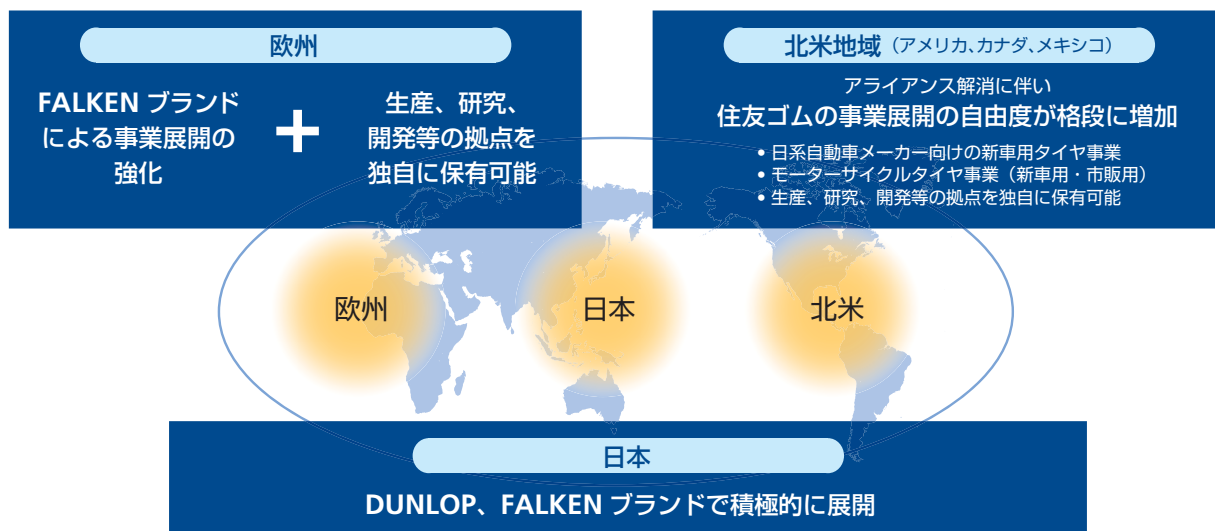 欧州
FALKEN ブランド
による事業展開の
強化
+
生産、研究、
開発等の拠点を
独自に保有可能
北米地域（アメリカ、カナダ、メキシコ）
アライアンス解消に伴い
住友ゴムの事業展開の自由度が格段に増加
• 日系自動車メーカー向けの新車用タイヤ事業
• モーターサイクルタイヤ事業（新車用・市販用）
• 生産、研究、開発等の拠点を独自に保有可能
欧州
日本
北米
日本
DUNLOP、FALKEN ブランドで積極的に展開